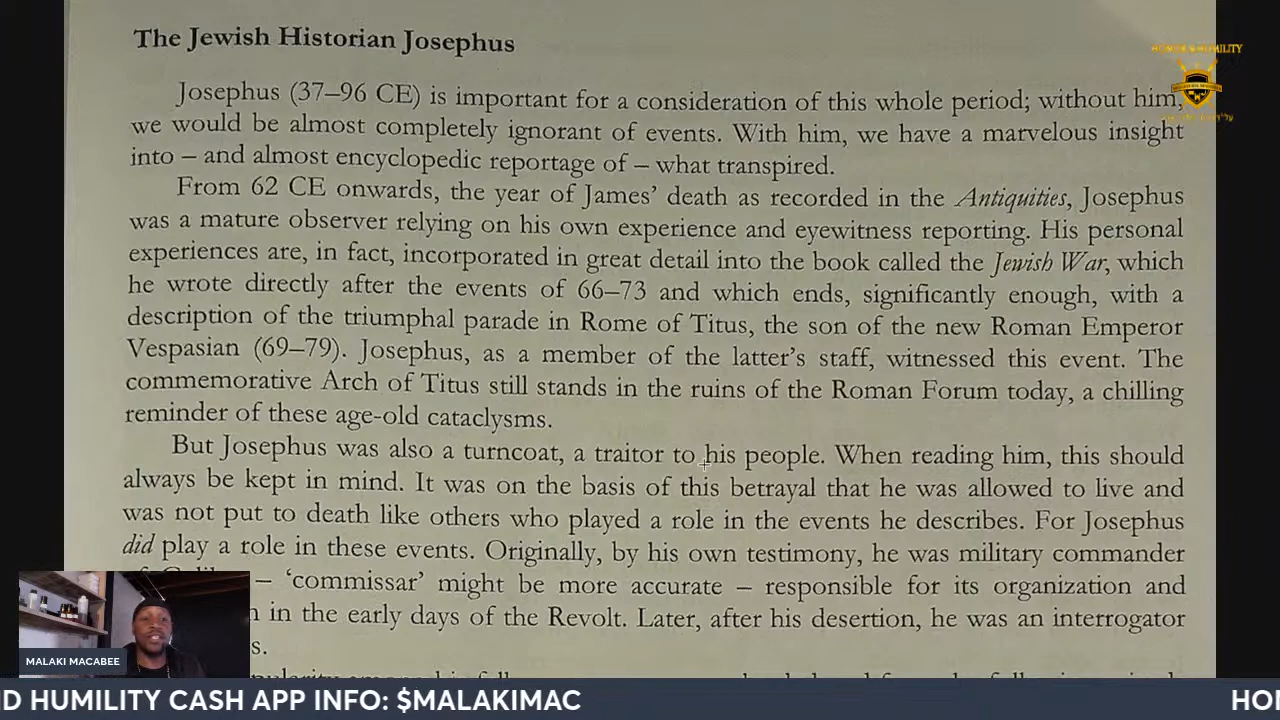 The Jewish Historian Josephus
Josephus (37–96 CE) is important for a consideration of this whole period; without him,
we would be almost completely ignorant of events. With him, we have a marvelous insight
into – and almost encyclopedic reportage of – what transpired.
From 62 CE onwards, the year of James' death as recorded in the Antiquities, Josephus
was a mature observer relying on his own experience and eyewitness reporting. His personal
experiences are, in fact, incorporated in great detail into the book called the Jewish War, which
he wrote directly after the events of 66–73 and which ends, significantly enough, with a
description of the triumphal parade in Rome of Titus, the son of the new Roman Emperor
Vespasian (69–79). Josephus, as a member of the latter's staff, witnessed this event. The
commemorative Arch of Titus still stands in the ruins of the Roman Forum today, a chilling
reminder of these age-old cataclysms.
But Josephus was also a turncoat, a traitor to his people. When reading him, this should
always be kept in mind. It was on the basis of this betrayal that he was allowed to live and
was not put to death like others who played a role in the events he describes. For Josephus
did play a role in these events. Originally, by his own testimony, he was military commander
– 'commissar' might be more accurate – responsible for its organization and
in the early days of the Revolt. Later, after his desertion, he was an interrogator
MALAKI MACABEE
ND HUMILITY CASH APP INFO: $MALAKIMAC
HON